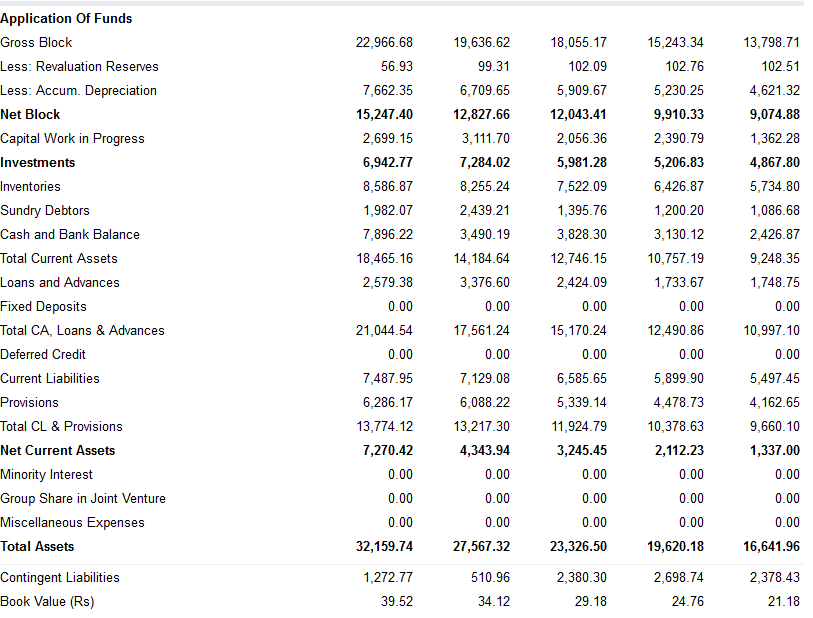 Application Of Funds
Gross Block 22,966.68 19,636.62 18,055.17 15,243.34 13,798.71
Less: Revaluation Reserves 56.93 99.31 102.09 102.76 102.51
Less: Accum. Depreciation 7,662.35 6,709.65 5,909.67 5,230.25 4,621.32
Net Block 15,247.40 12,827.66 12,043.41 9,910.33 9,074.88
Capital Work in Progress 2,699.15 3,111.70 2,056.36 2,390.79 1,362.28
Investments 6,942.77 7,284.02 5,981.28 5,206.83 4,867.80
Inventories 8,586.87 8,255.24 7,522.09 6,426.87 5,734.80
Sundry Debtors 1,982.07 2,439.21 1,395.76 1,200.20 1,086.68
Cash and Bank Balance 7,896.22 3,490.19 3,828.30 3,130.12 2,426.87
Total Current Assets 18,465.16 14,184.64 12,746.15 10,757.19 9,248.35
Loans and Advances 2,579.38 3,376.60 2,424.09 1,733.67 1,748.75
Fixed Deposits 0.00 0.00 0.00 0.00 0.00
Total CA, Loans & Advances 21,044.54 17,561.24 15,170.24 12,490.86 10,997.10
Deferred Credit 0.00 0.00 0.00 0.00 0.00
Current Liabilities 7,487.95 7,129.08 6,585.65 5,899.90 5,497.45
Provisions 6,286.17 6,088.22 5,339.14 4,478.73 4,162.65
Total CL & Provisions 13,774.12 13,217.30 11,924.79 10,378.63 9,660.10
Net Current Assets 7,270.42 4,343.94 3,245.45 2,112.23 1,337.00
Minority Interest 0.00 0.00 0.00 0.00 0.00
Group Share in Joint Venture 0.00 0.00 0.00 0.00 0.00
Miscellaneous Expenses 0.00 0.00 0.00 0.00 0.00
Total Assets 32,159.74 27,567.32 23,326.50 19,620.18 16,641.96
Contingent Liabilities 1,272.77 510.96 2,380.30 2,698.74 2,378.43
Book Value (Rs) 39.52 34.12 29.18 24.76 21.18